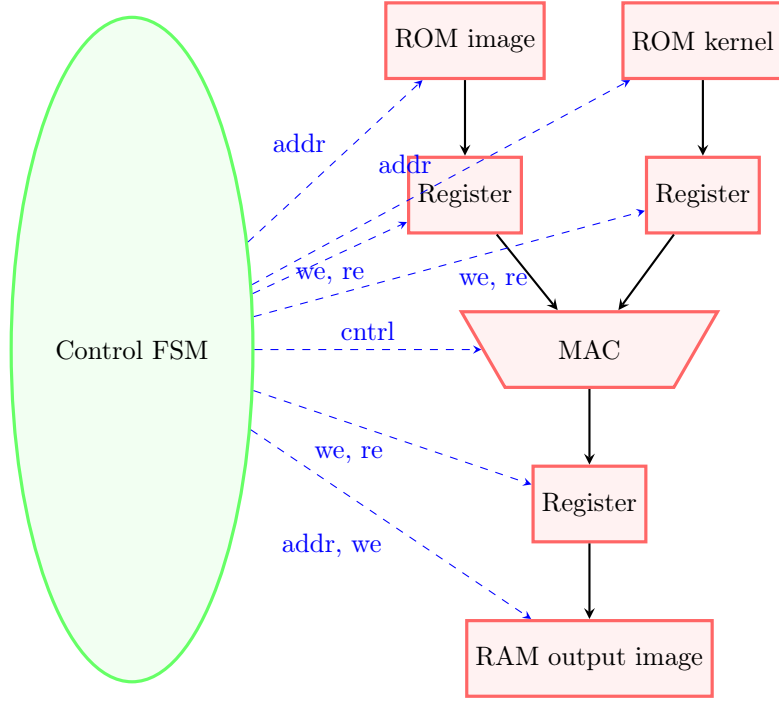 ROM image
ROM kernel
addr
addr
Register
Register
we, re
we, re
cntrl
Control FSM
MAC
we, re
Register
addr, we
RAM output image